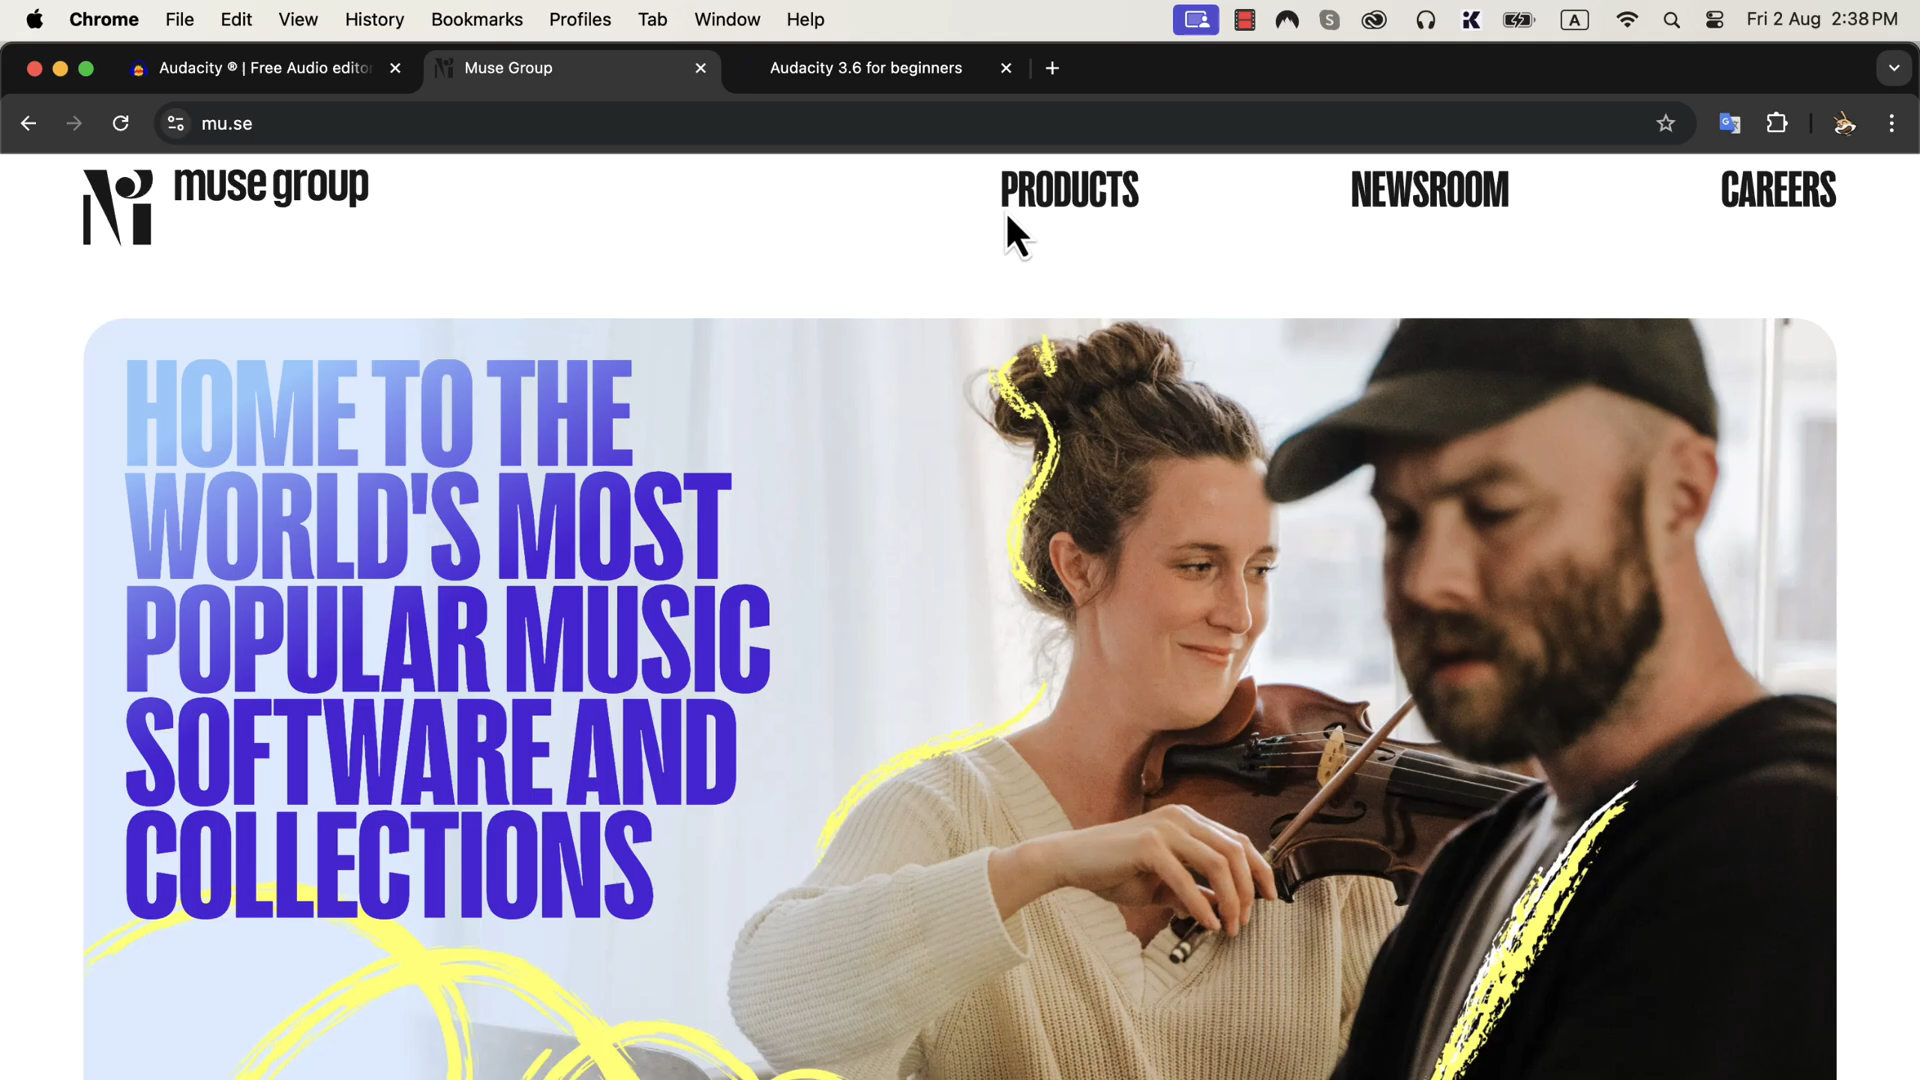 Chrome File Edit View History Bookmarks Profiles Tab Window Help A Fri 2 Aug 2:38 PM
Audacity ® | Free Audio editor Muse Group Audacity 3.6 for beginners
mu.se
muse group PRODUCTS NEWSROOM CAREERS
HOME TO THE
WORLD'S MOST
POPULAR MUSIC
SOFTWARE AND
COLLECTIONS